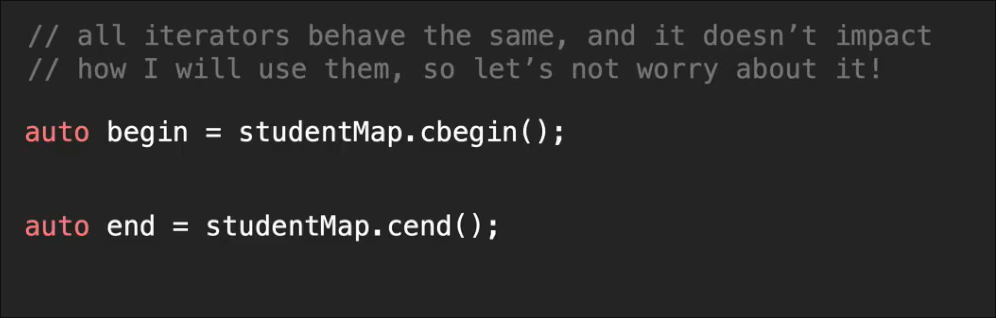 // all iterators behave the same, and it doesn’t impact
// how I will use them, so let’s not worry about it!
auto begin = studentMap.cbegin();
auto end = studentMap.cend();